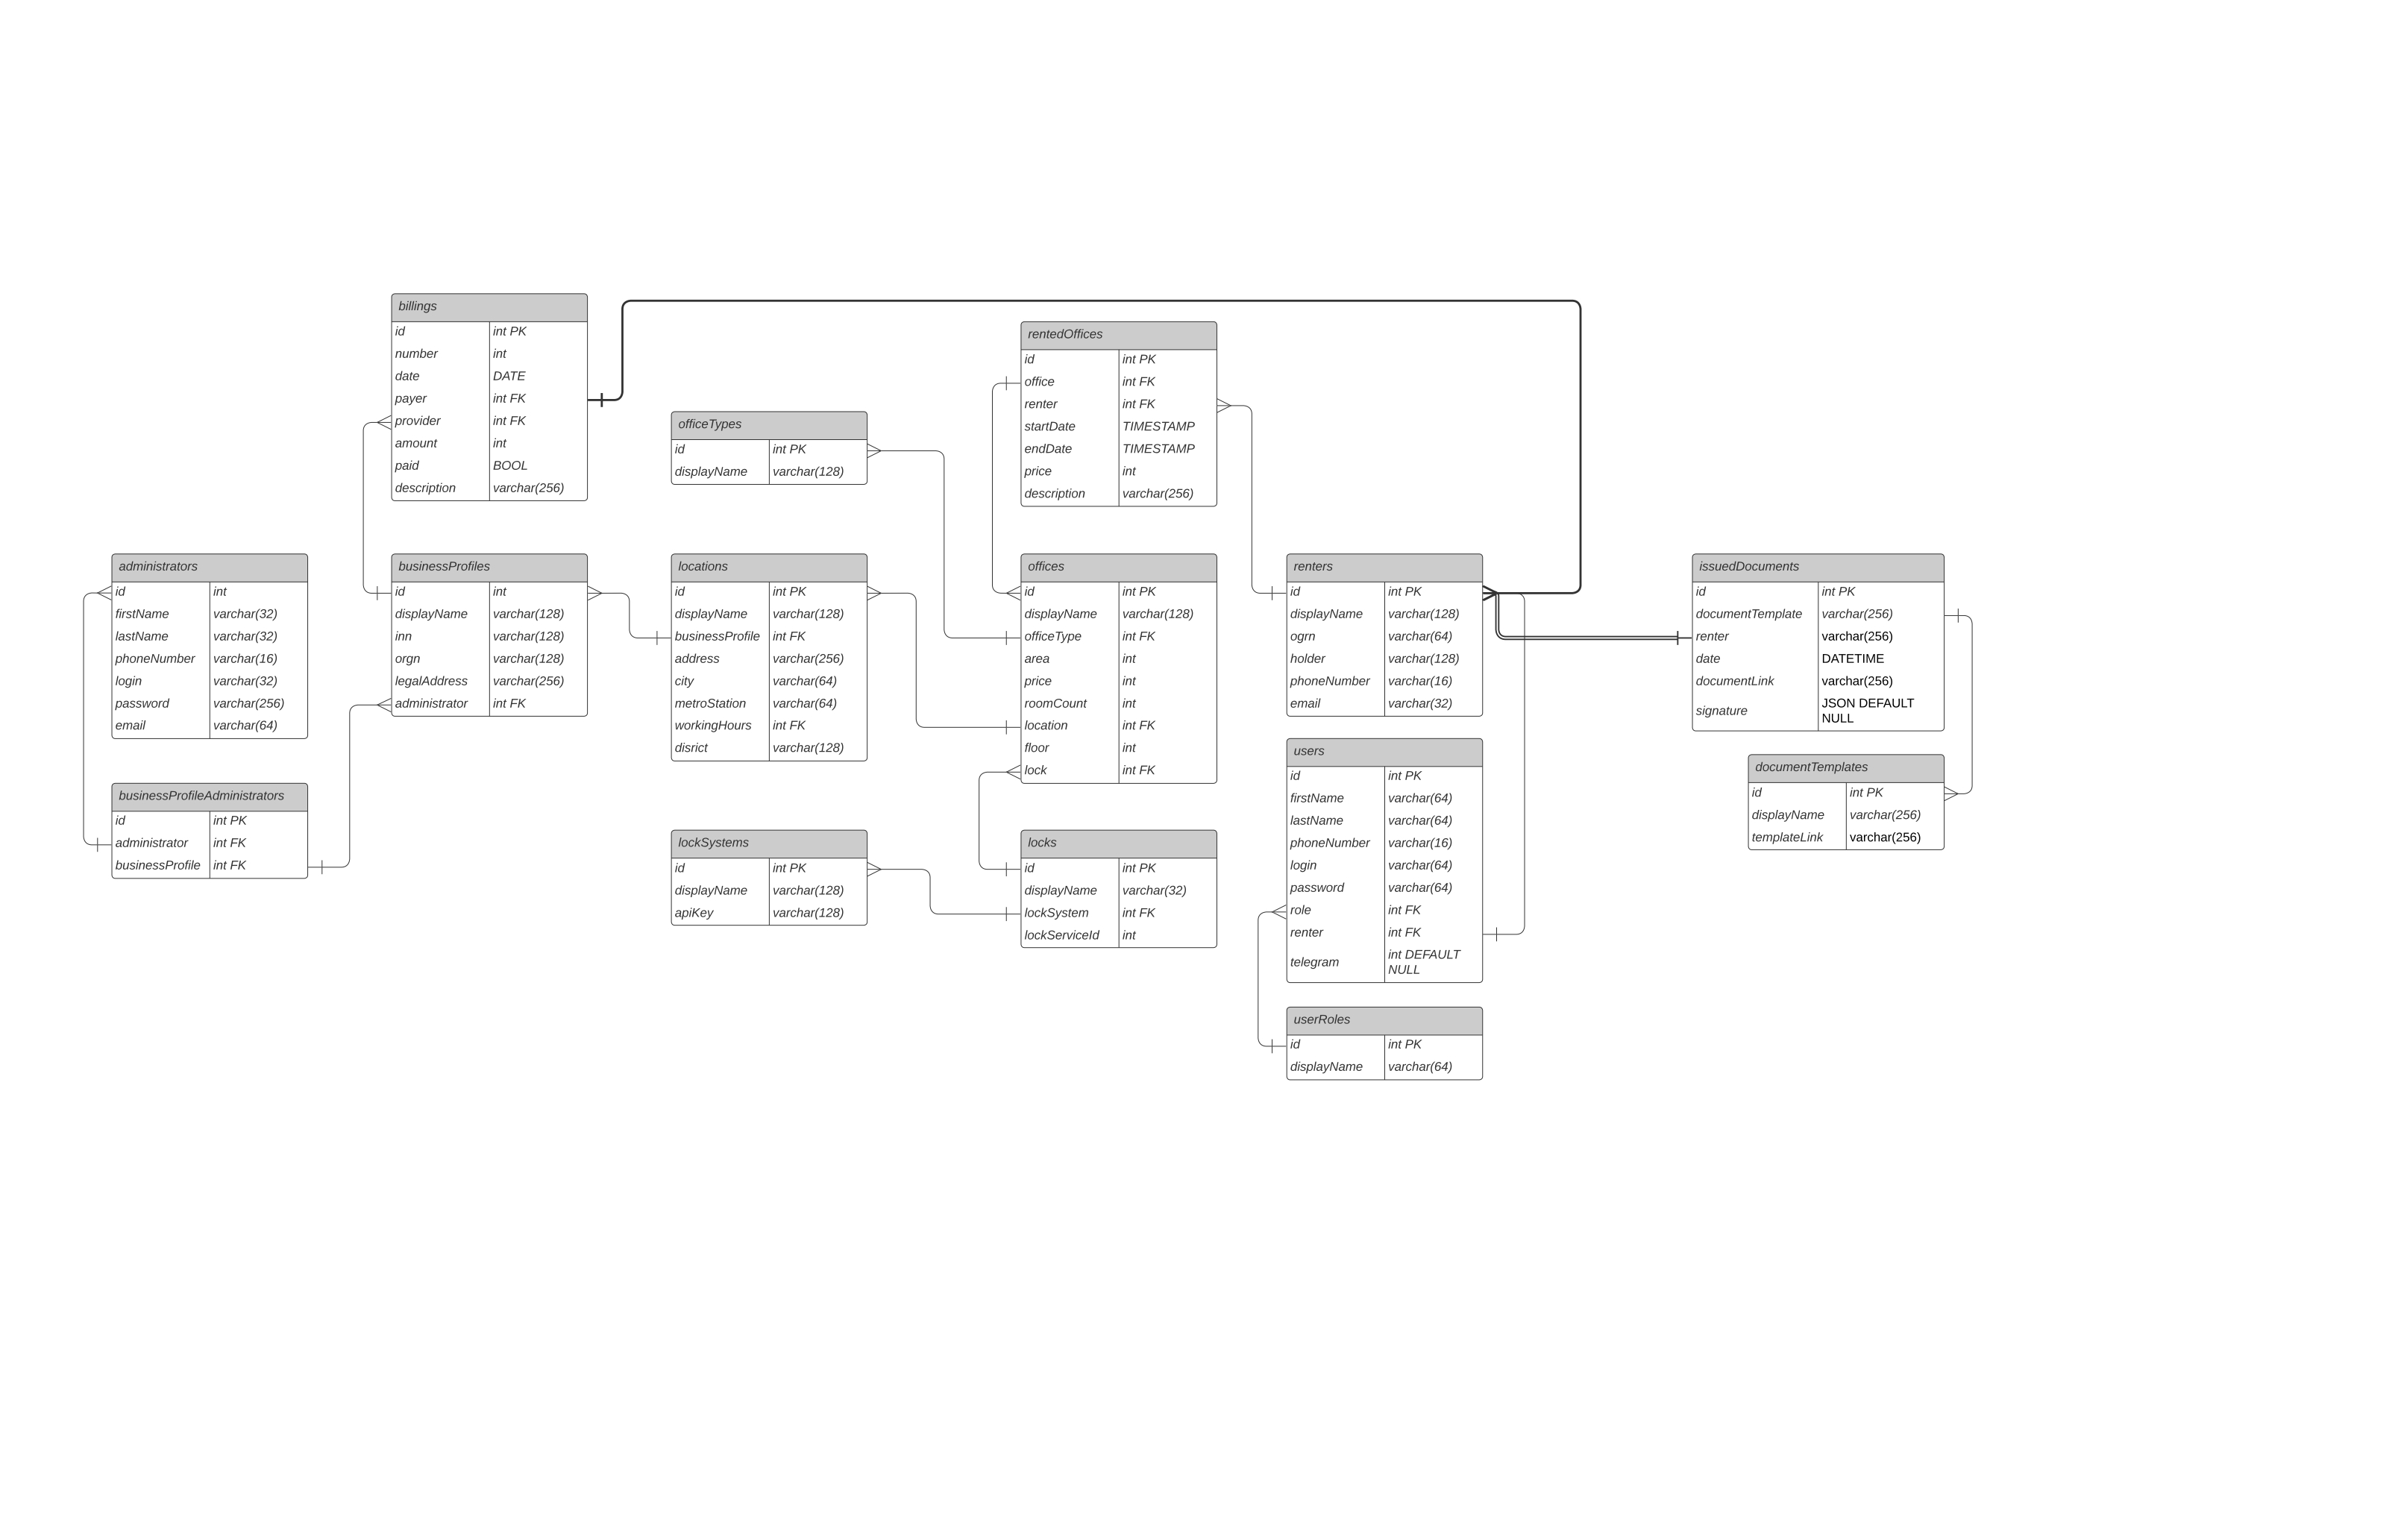 billings
id int PK
number int
date DATE
payer int FK
provider int FK
amount int
paid BOOL
description varchar(256)
rentedOffices
id int PK
office int FK
renter int FK
startDate TIMESTAMP
endDate TIMESTAMP
price int
description varchar(256)
officeTypes
id int PK
displayName varchar(128)
administrators
id int
firstName varchar(32)
lastName varchar(32)
phoneNumber varchar(16)
login varchar(32)
password varchar(256)
email varchar(64)
businessProfiles
id int
displayName varchar(128)
inn varchar(128)
orgn varchar(128)
legalAddress varchar(256)
administrator int FK
locations
id int PK
displayName varchar(128)
businessProfile int FK
address varchar(256)
city varchar(64)
metroStation varchar(64)
workingHours int FK
disrict varchar(128)
offices
id int PK
displayName varchar(128)
officeType int FK
area int
price int
roomCount int
location int FK
floor int
lock int FK
renters
id int PK
displayName varchar(128)
ogrn varchar(64)
holder varchar(128)
phoneNumber varchar(16)
email varchar(32)
issuedDocuments
id int PK
documentTemplate varchar(256)
renter varchar(256)
date DATETIME
documentLink varchar(256)
signature JSON DEFAULT
NULL
users
id int PK
firstName varchar(64)
lastName varchar(64)
phoneNumber varchar(16)
login varchar(64)
password varchar(64)
role int FK
renter int FK
telegram int DEFAULT
NULL
documentTemplates
id int PK
displayName varchar(256)
templateLink varchar(256)
businessProfileAdministrators
id int PK
administrator int FK
businessProfile int FK
lockSystems
id int PK
displayName varchar(128)
apiKey varchar(128)
locks
id int PK
displayName varchar(32)
lockSystem int FK
lockServiceId int
userRoles
id int PK
displayName varchar(64)